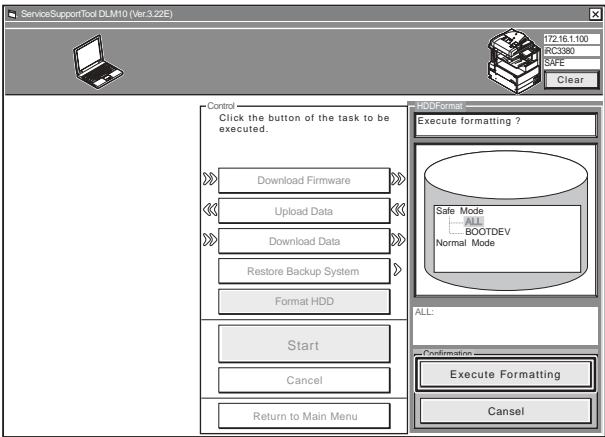 ServiceSupportTool DLM10 (Ver.3.22E)
172.16.1.100
iRC3380
SAFE
Clear
Control
Click the button of the task to be
executed.
Download Firmware
Upload Data
Download Data
Restore Backup System
Format HDD
Start
Cancel
Return to Main Menu
HDDFormat
Execute formatting ?
Safe Mode
ALL
BOOTDEV
Normal Mode
ALL:
Confirmation
Execute Formatting
Cansel